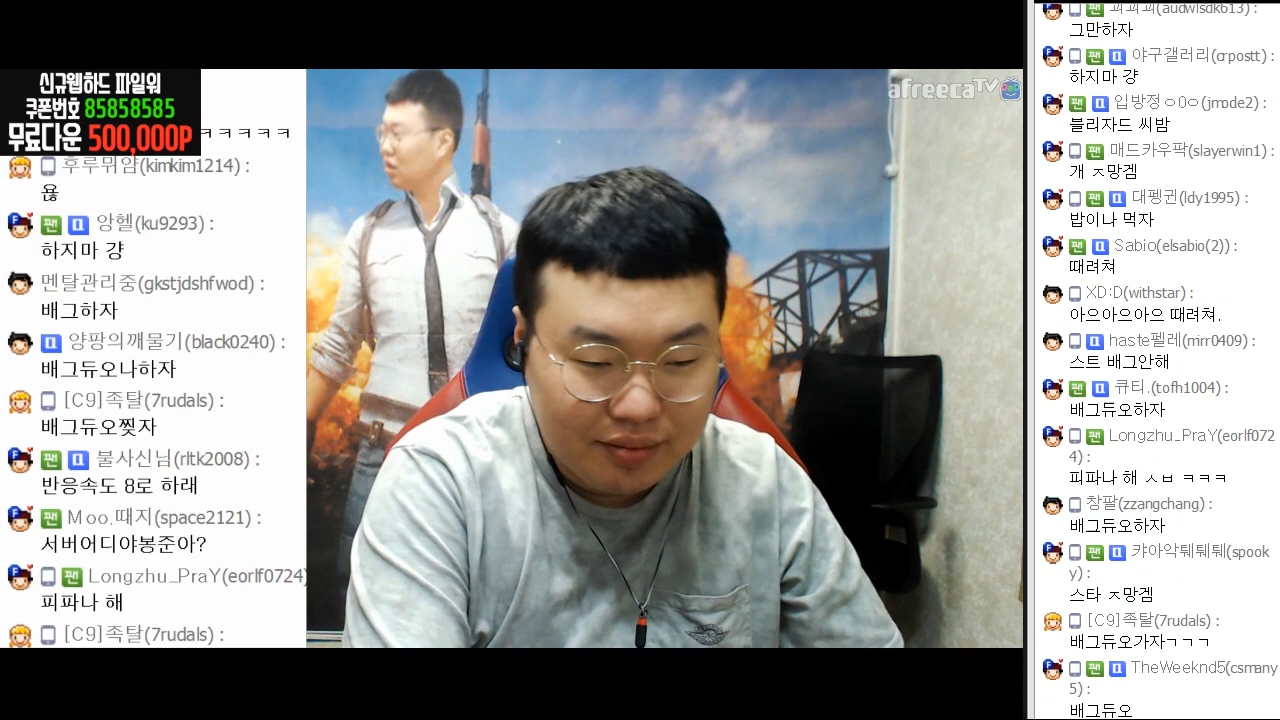 신규웹하드 파일워
쿠폰번호 85858585
무료다운 500,000P
ㅋㅋㅋㅋㅋ
후루뮈얌(kimkim1214) :
욥
팬 앙헬(ku9293) :
하지마 걍
멘탈관리중(gkstjdshfwod) :
배그하자
양팡의깨물기(black0240) :
배그듀오나하자
[C9]족탈(7rudals) :
배그듀오찢자
팬 불사신님(rltk2008) :
반응속도 8로 하래
팬 Moo.때지(space2121) :
서버어디야봉준아?
팬 Longzhu_PraY(eorlf0724)
피파나 해
[C9]족탈(7rudals) :
afreecaTV
팬 괴괴괴(audwlsdk613) :
그만하자
팬 야구갤러리(crpostt) :
하지마 걍
팬 입방정ㅇ0ㅇ(jmode2) :
블리자드 씨밤
팬 매드카우팍(slayerwin1) :
개 ㅈ망겜
팬 대펭귄(ldy1995) :
밥이나 먹자
팬 Sabio(elsabio(2)) :
때려쳐
XD:D(withstar) :
아으아으아으 때려쳐.
haste펠레(mirr0409) :
스트 배그안해
팬 큐티.(tofh1004) :
배그듀오하자
팬 Longzhu_PraY(eorlf072
4) :
피파나 해 ㅅㅂ ㅋㅋㅋ
창팔(zzangchang) :
배그듀오하자
팬 캬아악퉤퉤퉤(spook
y) :
스타 ㅈ망겜
[C9]족탈(7rudals) :
배그듀오가자ㄱㄱㄱ
팬 TheWeeknd5(csmany
5) :
배그듀오